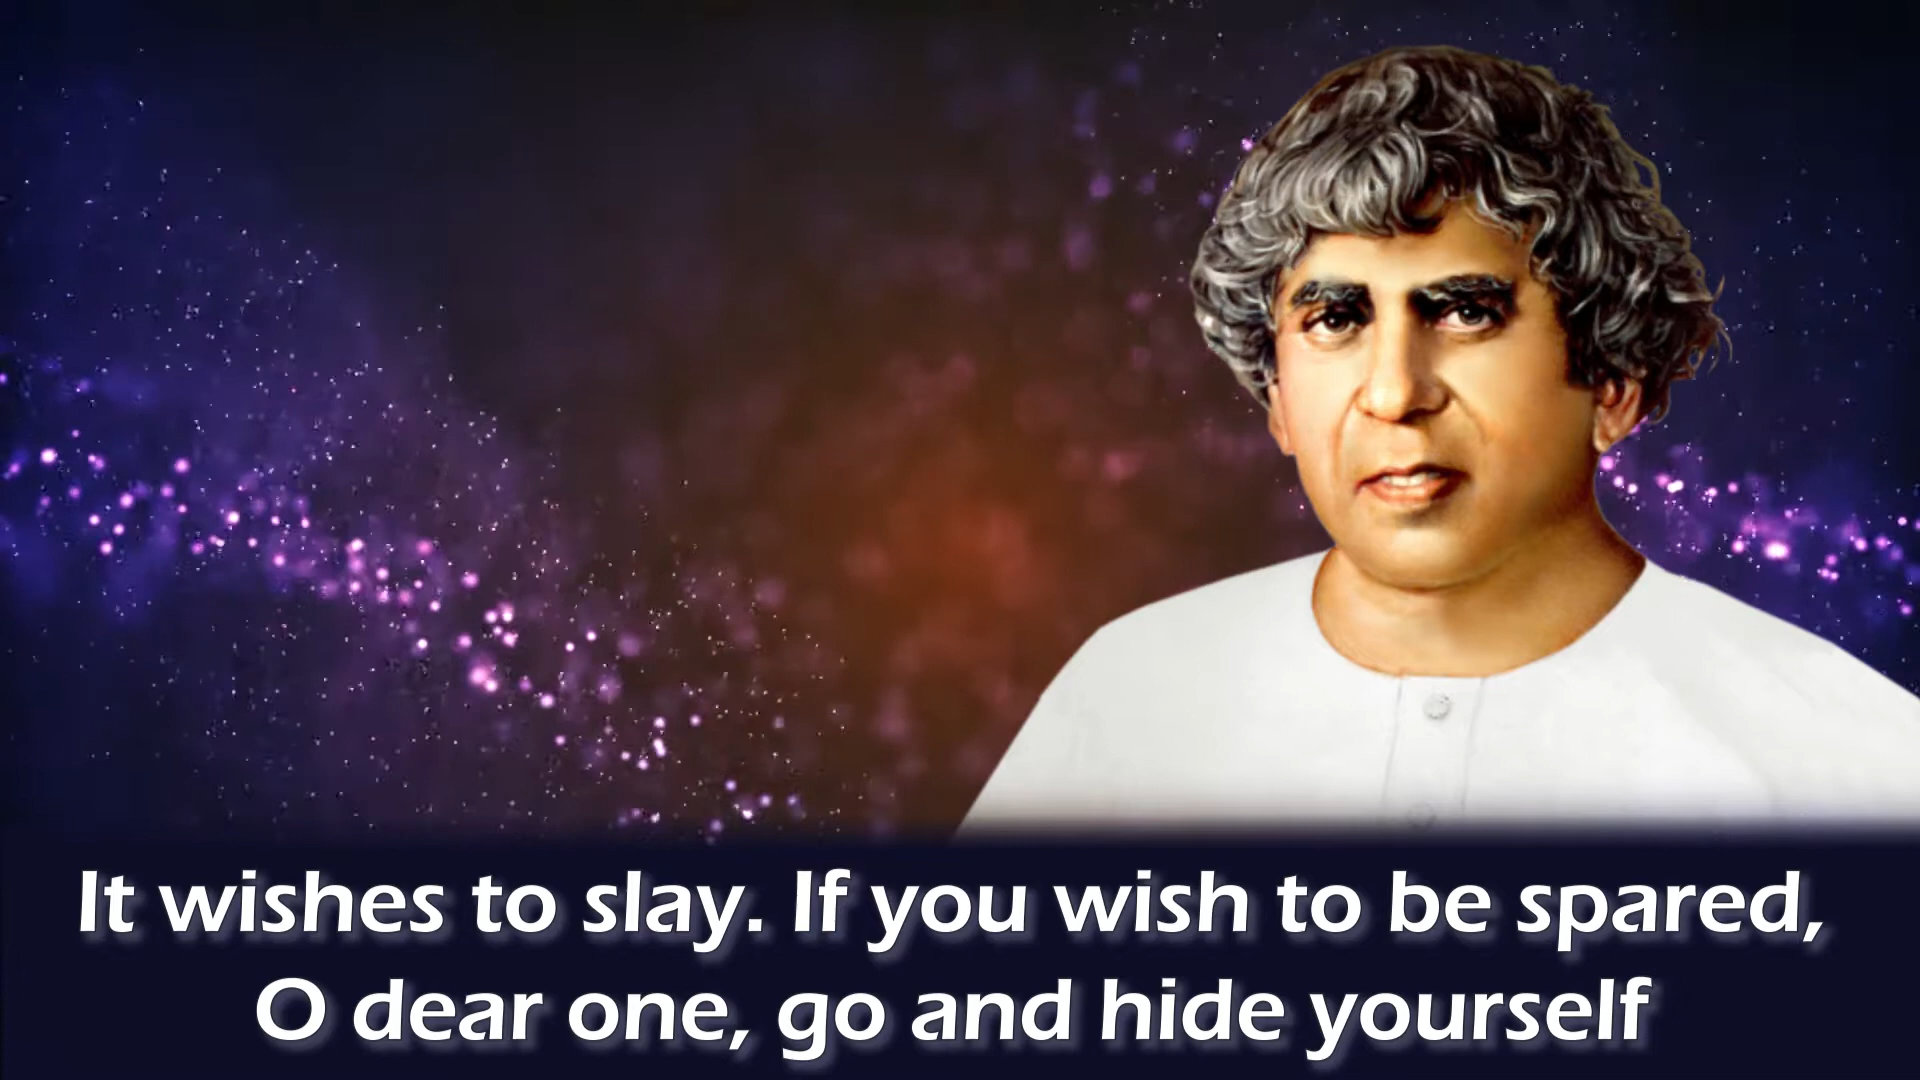 It wishes to slay. If you wish to be spared,
O dear one, go and hide yourself